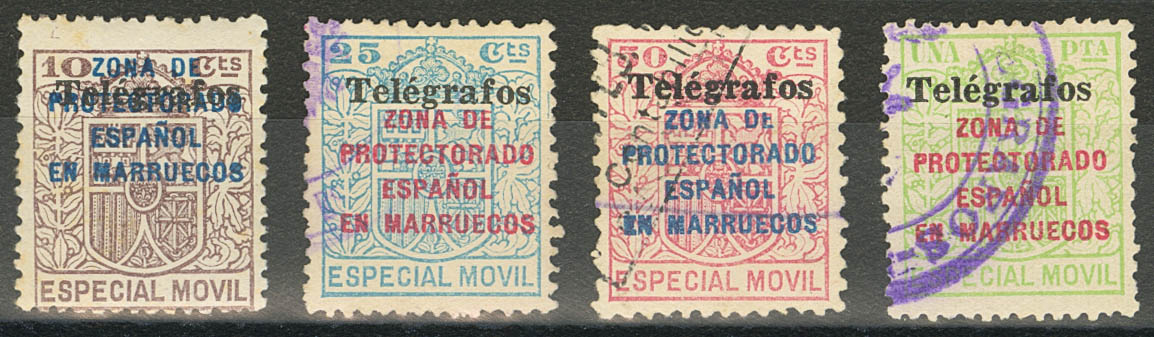 10 Cts
ZONA DE
Telégrafos
PROTECTORADO
ESPAÑOL
EN MARRUECOS
ESPECIAL MOVIL
25 Cts
Telégrafos
ZONA DE
PROTECTORADO
ESPAÑOL
EN MARRUECOS
ESPECIAL MOVIL
50 Cts
Telégrafos
ZONA DE
PROTECTORADO
ESPAÑOL
EN MARRUECOS
ESPECIAL MOVIL
UNA PTA
Telégrafos
ZONA DE
PROTECTORADO
ESPAÑOL
EN MARRUECOS
ESPECIAL MOVIL